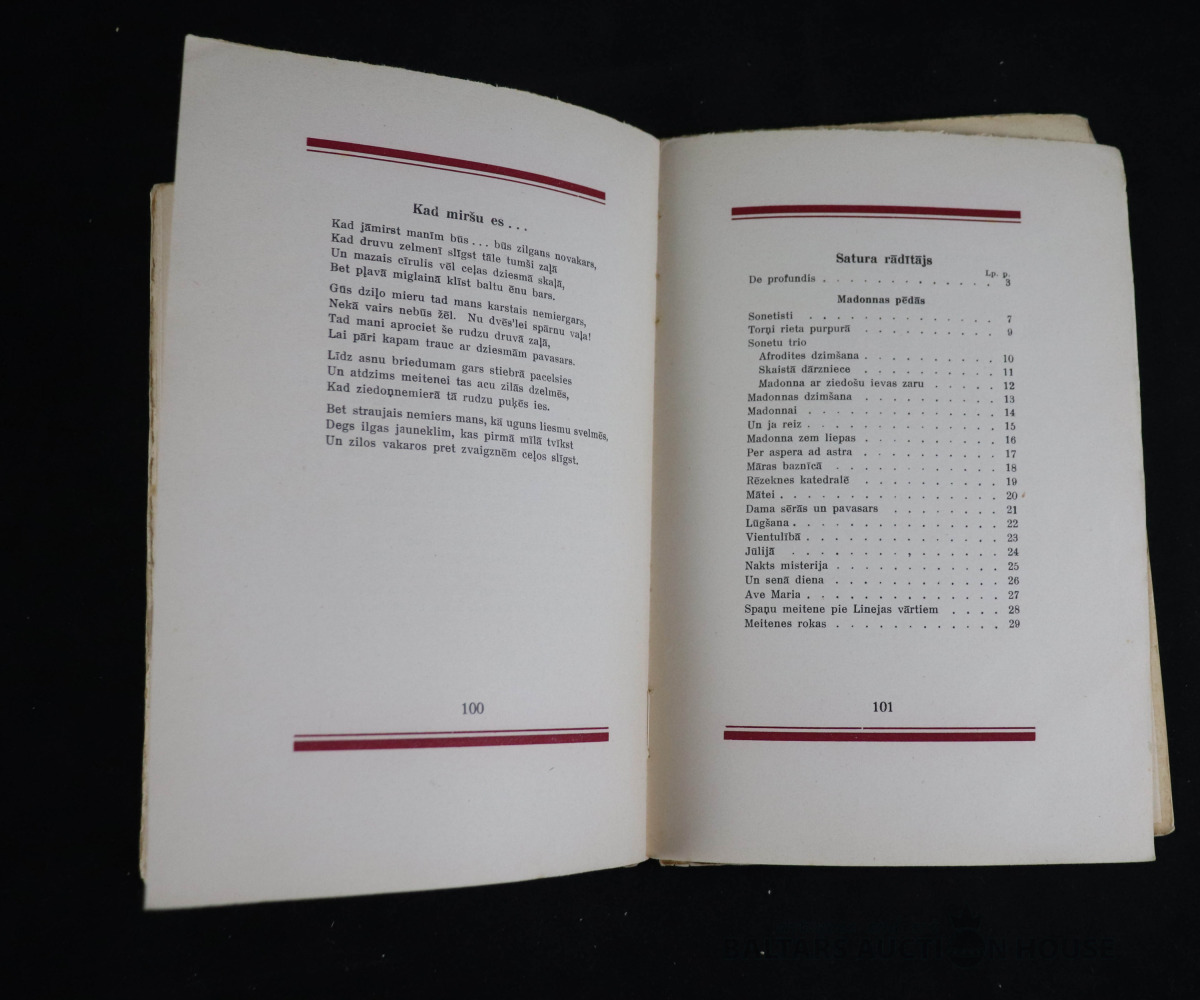 Kad miršu es...
Kad jāmirst manīm būs... būs zilgans novakars,
Kad druvu zelmenī slīgst tāle tumši zaļā
Un mazais cīrulis vēl ceļas dziesmā skaļā,
Bet pļavā miglainā klīst baltu ēnu bars.
Gūs dziļo mieru tad mans karstais nemiergars,
Nekā vairs nebūs žēl. Nu dvēs'lei spārnu vaļa!
Tad mani aprociet še rudzu druvā zaļā,
Lai pāri kapam trauc ar dziesmām pavasars.
Līdz asnu briedumam gars stiebrā pacelsies
Un atdzims meitenei tas acu zilās dzelmēs,
Kad ziedoņnemierā tā rudzu puķēs ies.
Bet straujais nemiers mans, kā uguns liesmu svelmēs,
Degs ilgas jauneklim, kas pirmā mīlā tvīkst
Un zilos vakaros pret zvaigznēm ceļos slīgst.
100
Satura rādītājs
Lp. p.
De profundis . . . . . . . . . . . . . 3
Madonnas pēdās
Sonetisti . . . . . . . . . . . . . . 7
Torņi rieta purpurā . . . . . . . . . . 9
Sonetu trio
Afrodites dzimšana . . . . . . . . . . 10
Skaistā dārzniece . . . . . . . . . . 11
Madonna ar ziedošu ievas zaru . . . . . 12
Madonnas dzimšana . . . . . . . . . . 13
Madonnai . . . . . . . . . . . . . 14
Un ja reiz . . . . . . . . . . . . . 15
Madonna zem liepas . . . . . . . . . . 16
Per aspera ad astra . . . . . . . . . . 17
Māras baznīcā . . . . . . . . . . . . 18
Rēzeknes katedralē . . . . . . . . . . 19
Mātei . . . . . . . . . . . . . . . 20
Dama sērās un pavasars . . . . . . . . 21
Lūgšana . . . . . . . . . . . . . . 22
Vientulībā . . . . . . . . . . . . . 23
Jūlijā . . . . . . . . . . . . . . 24
Nakts misterija . . . . . . . . . . . . 25
Un senā diena . . . . . . . . . . . . 26
Ave Maria . . . . . . . . . . . . . 27
Spaņu meitene pie Linejas vārtiem . . . . 28
Meitenes rokas . . . . . . . . . . . . 29
101
BALTARS AUCTION HOUSE